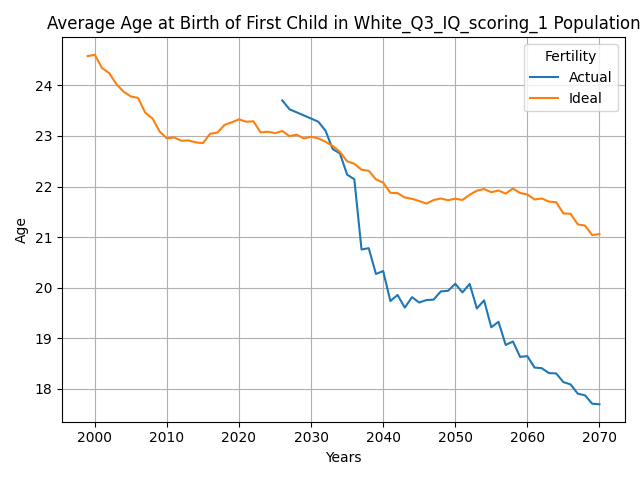 Average Age at Birth of First Child in White_Q3_IQ_scoring_1 Population
Fertility
Actual
Ideal
Age
24
23
22
21
20
19
18
2000 2010 2020 2030 2040 2050 2060 2070
Years